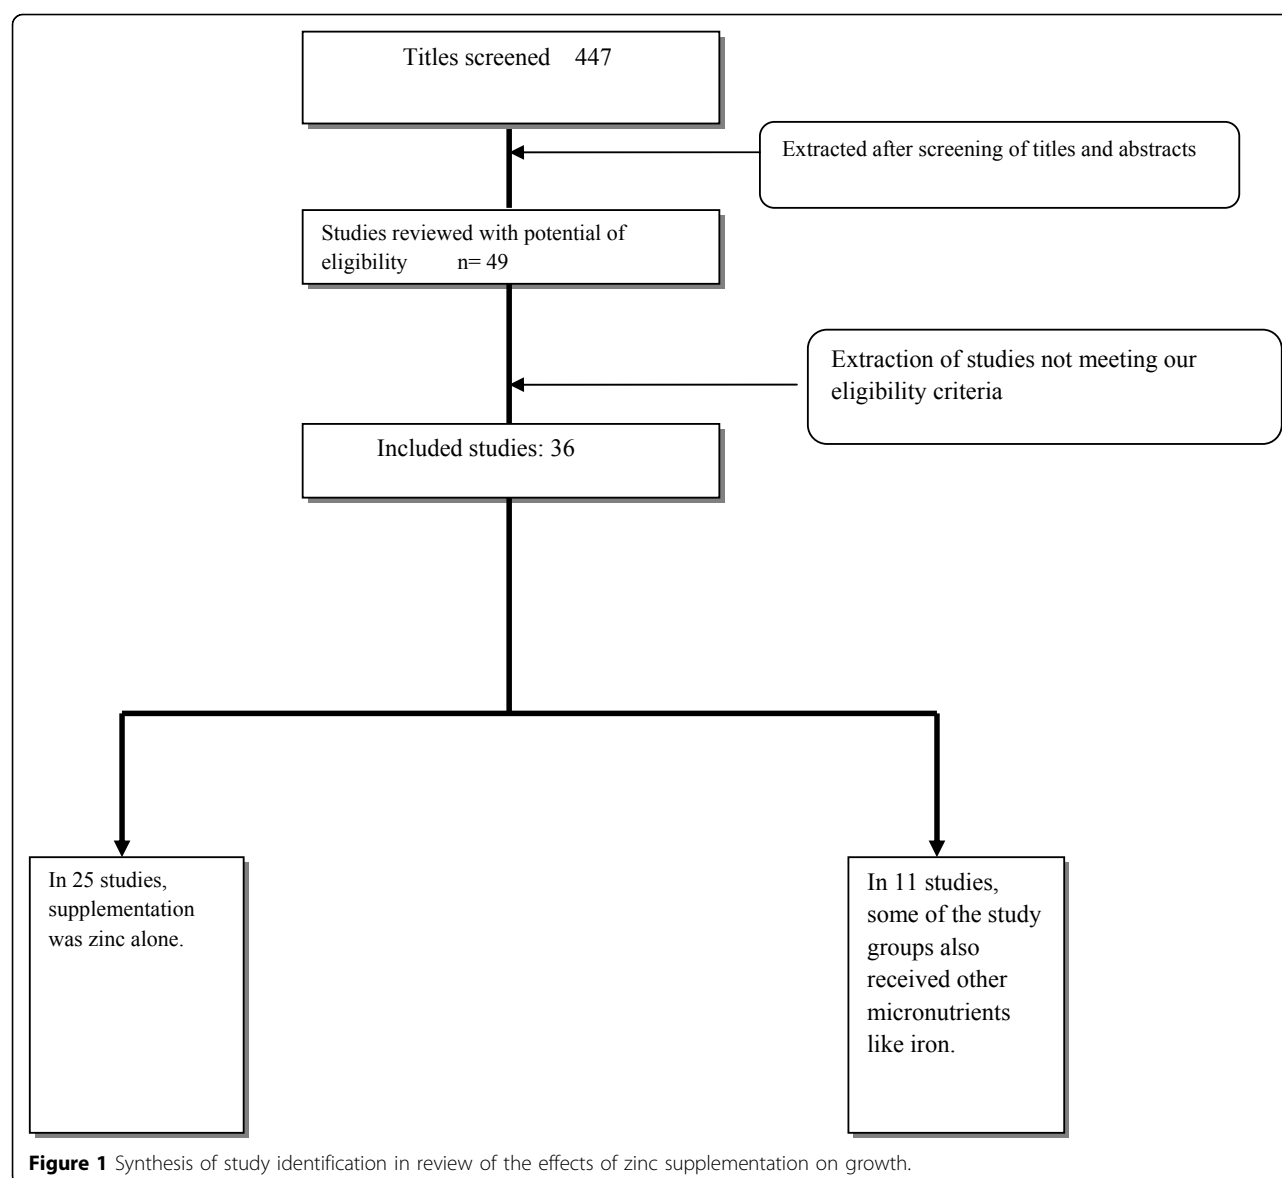 Titles screened 447
Extracted after screening of titles and abstracts
Studies reviewed with potential of
eligibility n= 49
Extraction of studies not meeting our
eligibility criteria
Included studies: 36
In 25 studies,
supplementation
was zinc alone.
In 11 studies,
some of the study
groups also
received other
micronutrients
like iron.
Figure 1 Synthesis of study identification in review of the effects of zinc supplementation on growth.